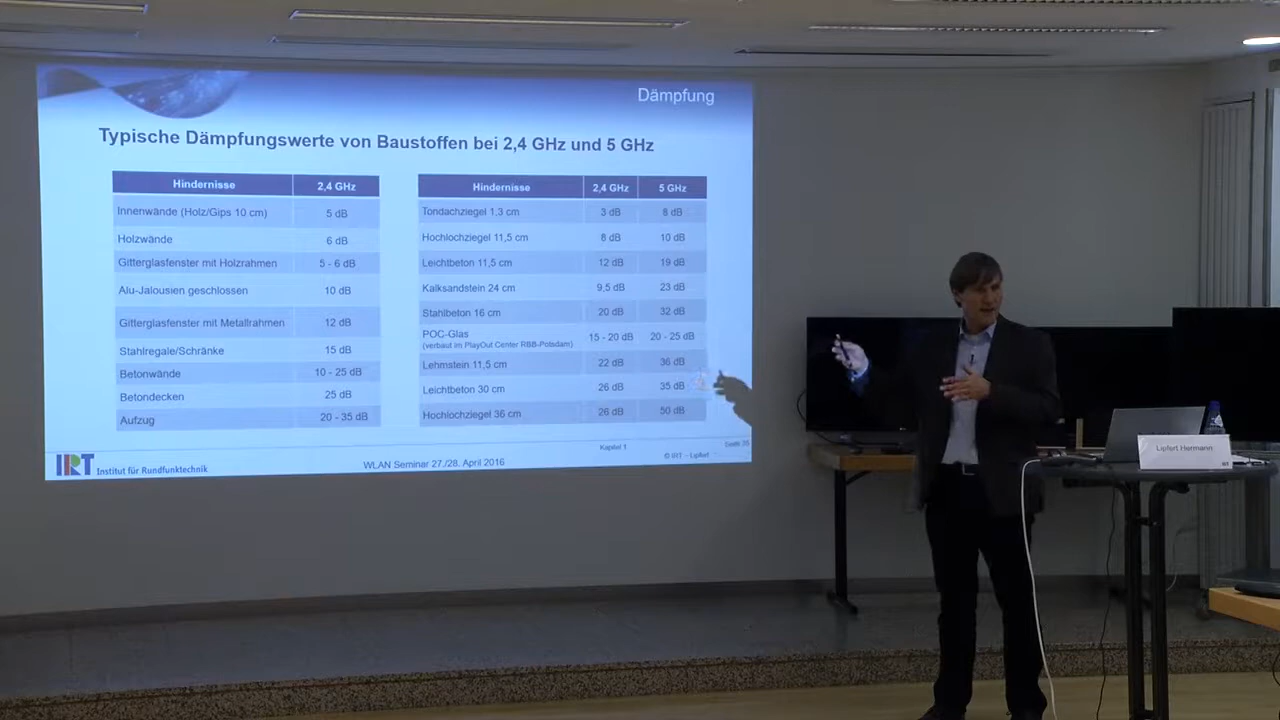 Dämpfung
Typische Dämpfungswerte von Baustoffen bei 2,4 GHz und 5 GHz
Hindernisse 2,4 GHz
Innenwände (Holz/Gips 10 cm) 5 dB
Holzwände 6 dB
Gitterglasfenster mit Holzrahmen 5 - 6 dB
Alu-Jalousien geschlossen 10 dB
Gitterglasfenster mit Metallrahmen 12 dB
Stahlregale/Schränke 15 dB
Betonwände 10 - 25 dB
Betondecken 25 dB
Aufzug 20 - 35 dB
Hindernisse 2,4 GHz 5 GHz
Tondachziegel 1,3 cm 3 dB 8 dB
Hochlochziegel 11,5 cm 8 dB 10 dB
Leichtbeton 11,5 cm 12 dB 19 dB
Kalksandstein 24 cm 9,5 dB 23 dB
Stahlbeton 16 cm 20 dB 32 dB
POC-Glas 15 - 20 dB 20 - 25 dB
(verbaut im PlayOut Center RBB-Potsdam)
Lehmstein 11,5 cm 22 dB 36 dB
Leichtbeton 30 cm 26 dB 35 dB
Hochlochziegel 36 cm 26 dB 50 dB
IRT Institut für Rundfunktechnik
WLAN Seminar 27./28. April 2016
Kapitel 1
© IRT – Lipfert
Lipfert Hermann